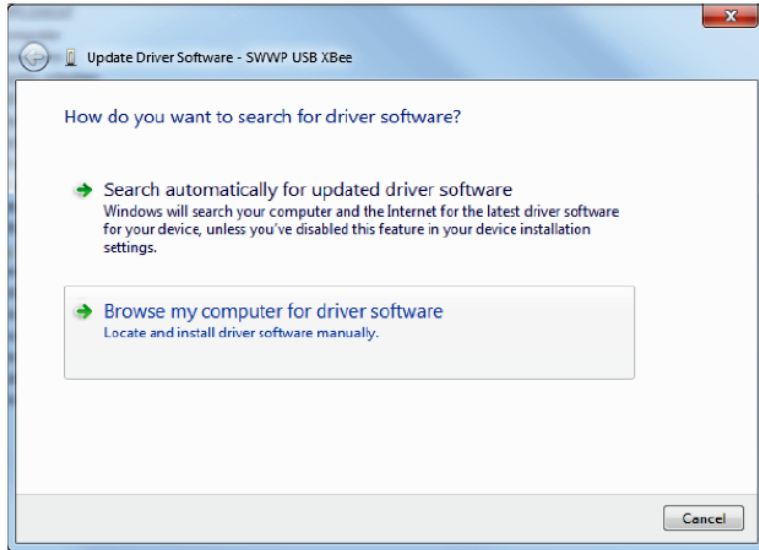 Update Driver Software - SWWP USB XBee
How do you want to search for driver software?
Search automatically for updated driver software
Windows will search your computer and the Internet for the latest driver software
for your device, unless you've disabled this feature in your device installation
settings.
Browse my computer for driver software
Locate and install driver software manually.
Cancel